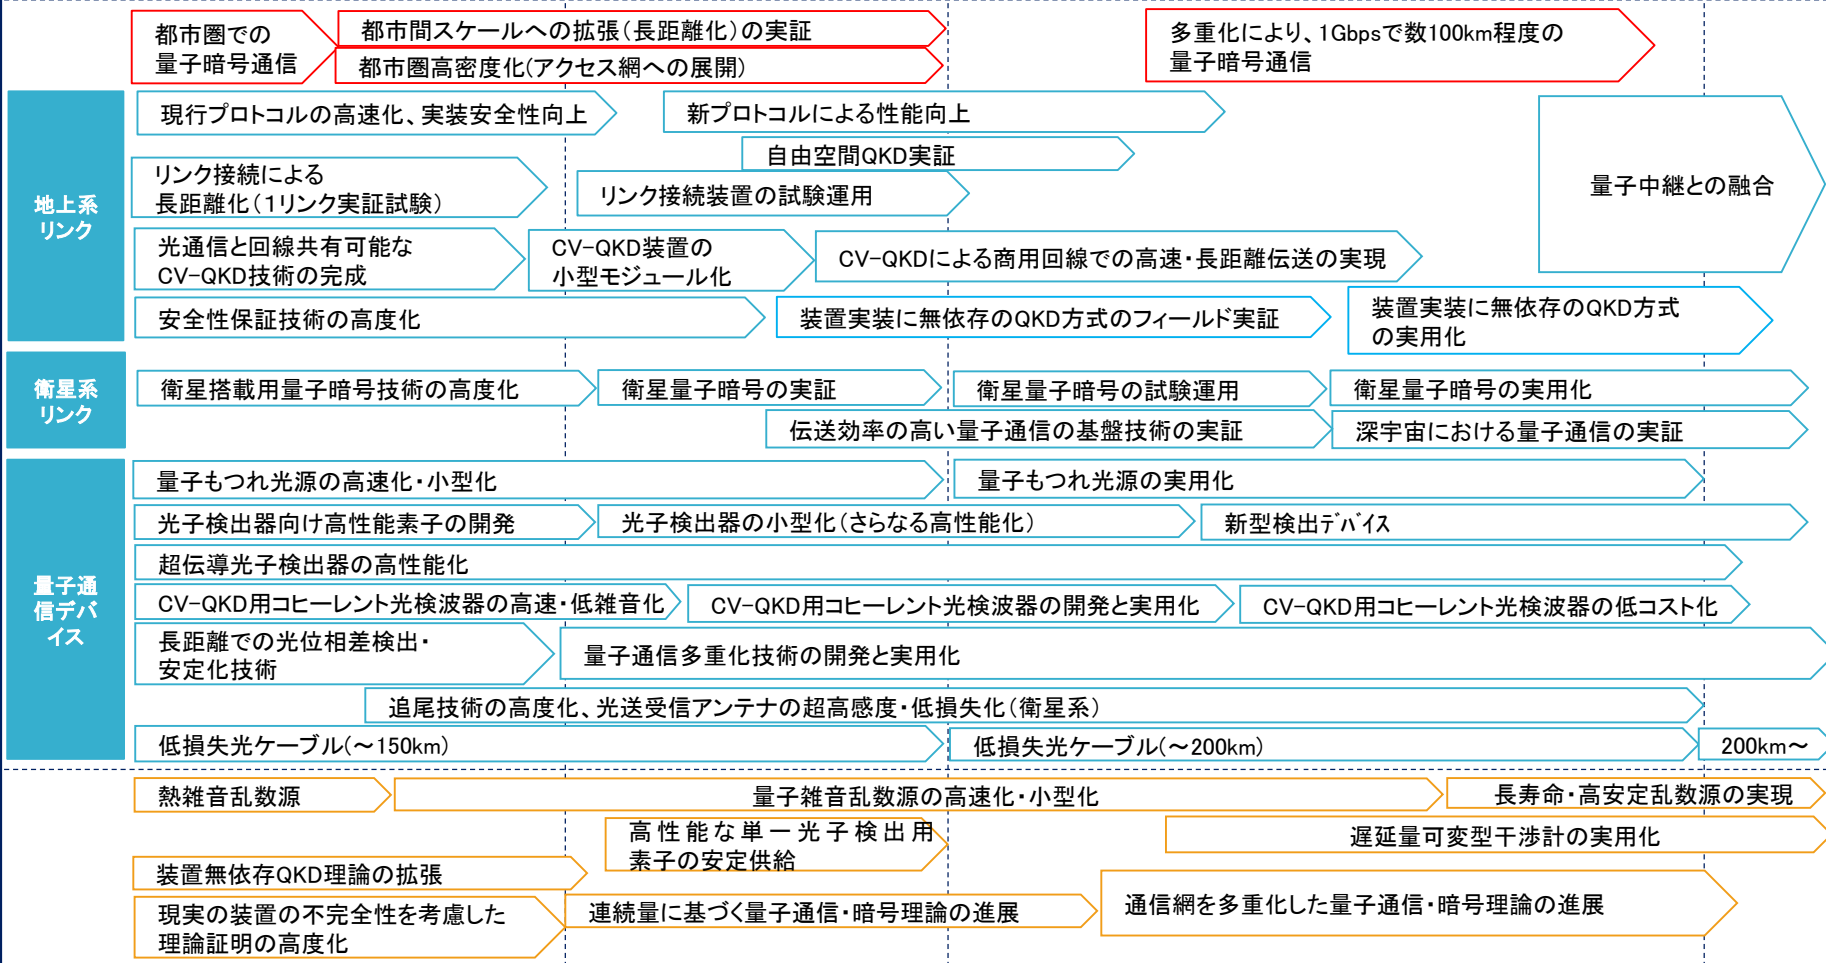 都市圏での
量子暗号通信
都市間スケールへの拡張(長距離化)の実証
都市圏高密度化(アクセス網への展開)
多重化により、1Gbpsで数100km程度の
量子暗号通信
地上系
リンク
現行プロトコルの高速化、実装安全性向上
新プロトコルによる性能向上
自由空間QKD実証
リンク接続による
長距離化(1リンク実証試験)
リンク接続装置の試験運用
量子中継との融合
光通信と回線共有可能な
CV-QKD技術の完成
CV-QKD装置の
小型モジュール化
CV-QKDによる商用回線での高速・長距離伝送の実現
安全性保証技術の高度化
装置実装に無依存のQKD方式のフィールド実証
装置実装に無依存のQKD方式
の実用化
衛星系
リンク
衛星搭載用量子暗号技術の高度化
衛星量子暗号の実証
衛星量子暗号の試験運用
衛星量子暗号の実用化
伝送効率の高い量子通信の基盤技術の実証
深宇宙における量子通信の実証
量子通
信デバ
イス
量子もつれ光源の高速化・小型化
量子もつれ光源の実用化
光子検出器向け高性能素子の開発
光子検出器の小型化(さらなる高性能化)
新型検出ﾃﾞﾊﾞｲｽ
超伝導光子検出器の高性能化
CV-QKD用コヒーレント光検波器の高速・低雑音化
CV-QKD用コヒーレント光検波器の開発と実用化
CV-QKD用コヒーレント光検波器の低コスト化
長距離での光位相差検出・
安定化技術
量子通信多重化技術の開発と実用化
追尾技術の高度化、光送受信アンテナの超高感度・低損失化(衛星系)
低損失光ケーブル(～150km)
低損失光ケーブル(～200km)
200km～
熱雑音乱数源
量子雑音乱数源の高速化・小型化
長寿命・高安定乱数源の実現
高性能な単一光子検出用
素子の安定供給
遅延量可変型干渉計の実用化
装置無依存QKD理論の拡張
現実の装置の不完全性を考慮した
理論証明の高度化
連続量に基づく量子通信・暗号理論の進展
通信網を多重化した量子通信・暗号理論の進展